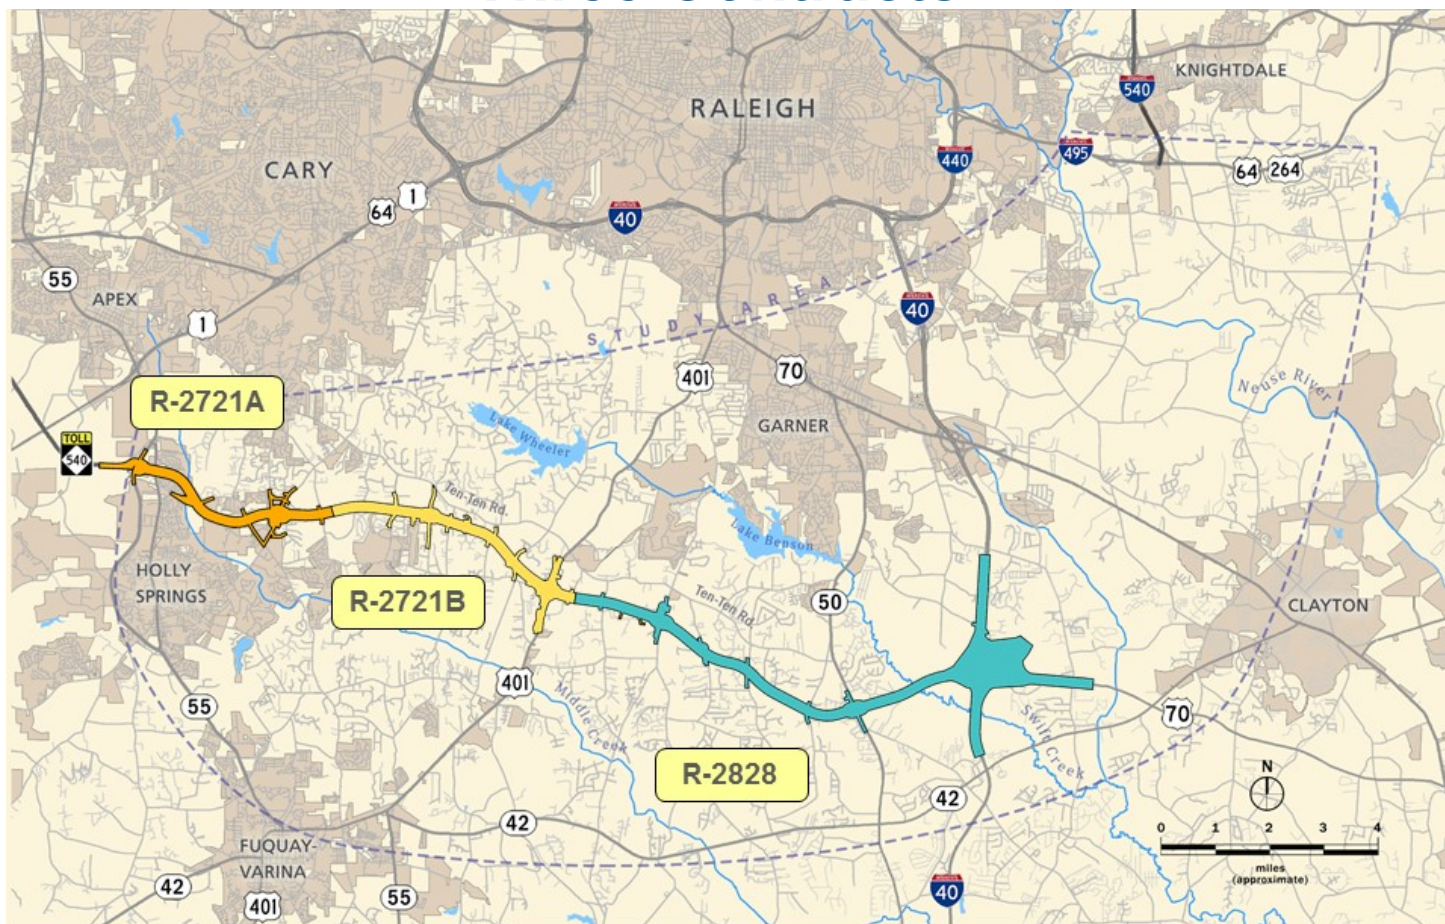 KNIGHTDALE
540
RALEIGH
440
495
CARY
64 264
64 1
40
55
APEX
STUDY AREA
40
1
401
70
Neuse River
R-2721A
GARNER
Lake Wheeler
TOLL
540
Ten-Ten Rd.
Lake Benson
HOLLY
SPRINGS
R-2721B
Ten-Ten Rd.
50
CLAYTON
401
Middle Creek
55
Swift Creek
70
R-2828
N
42
42
0 1 2 3 4
miles
(approximate)
FUQUAY-
VARINA
42
401
55
40